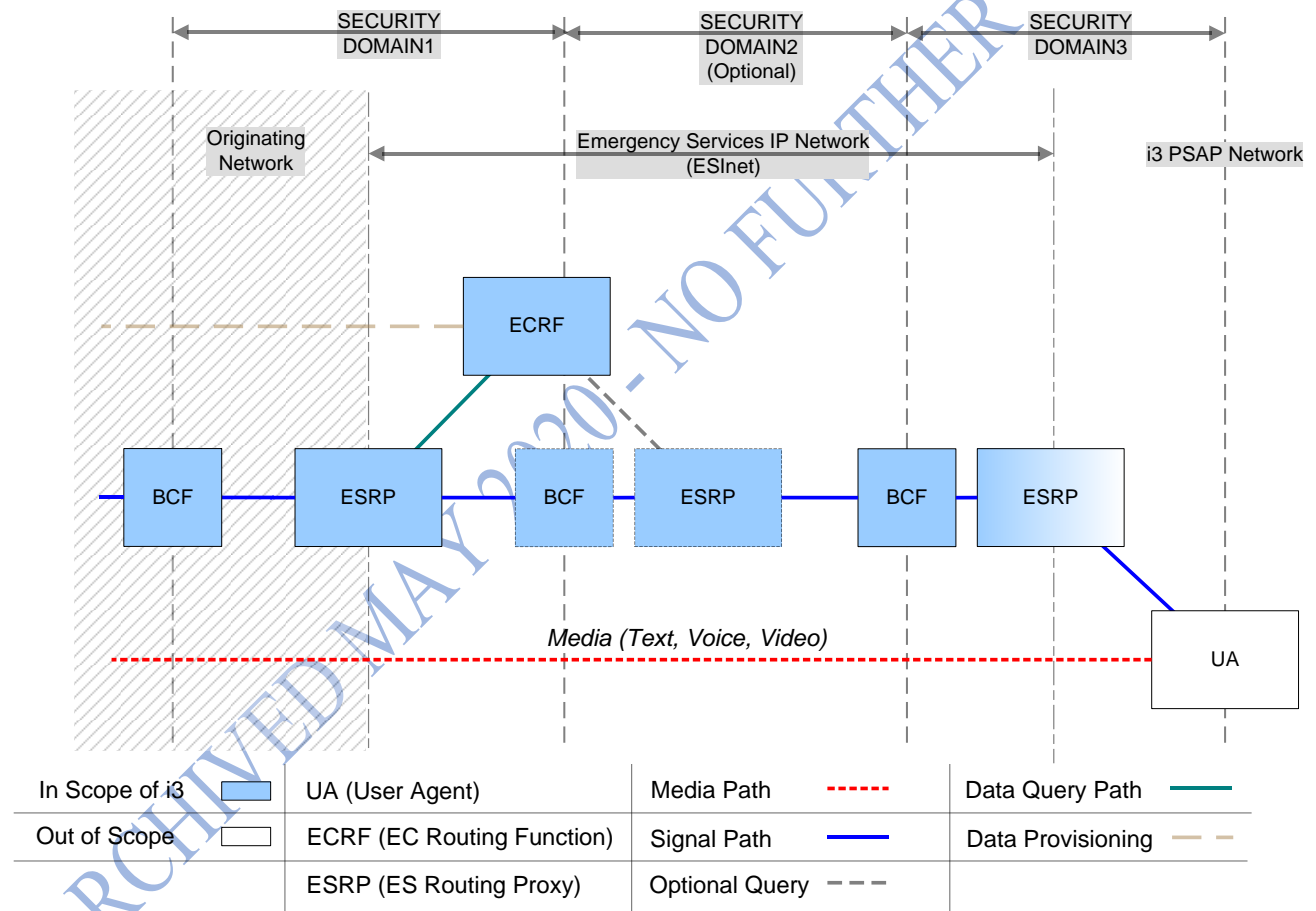 SECURITY
DOMAIN1
SECURITY
DOMAIN2
(Optional)
SECURITY
DOMAIN3
Originating
Network
Emergency Services IP Network
(ESInet)
i3 PSAP Network
ECRF
BCF
ESRP
BCF
ESRP
BCF
ESRP
Media (Text, Voice, Video)
UA
In Scope of i3
UA (User Agent)
Media Path
Data Query Path
Out of Scope
ECRF (EC Routing Function)
Signal Path
Data Provisioning
ESRP (ES Routing Proxy)
Optional Query
RCHIVED MAY 2020 - NO FURTHER